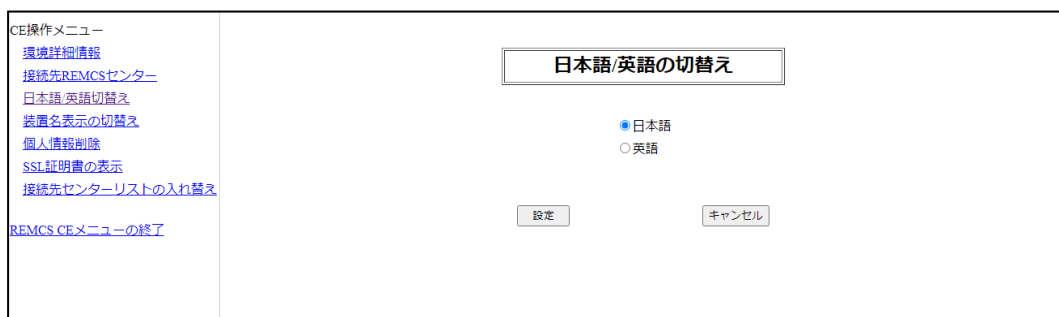 CE操作メニュー
環境詳細情報
接続先REMCSセンター
日本語/英語切替え
装置名表示の切替え
個人情報削除
SSL証明書の表示
接続先センターリストの入れ替え
REMCS CEメニューの終了
日本語/英語の切替え
日本語
英語
設定
キャンセル